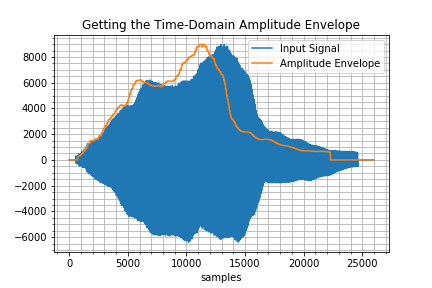 Getting the Time-Domain Amplitude Envelope
Input Signal
Amplitude Envelope
8000
6000
4000
2000
0
−2000
−4000
−6000
0 5000 10000 15000 20000 25000
samples